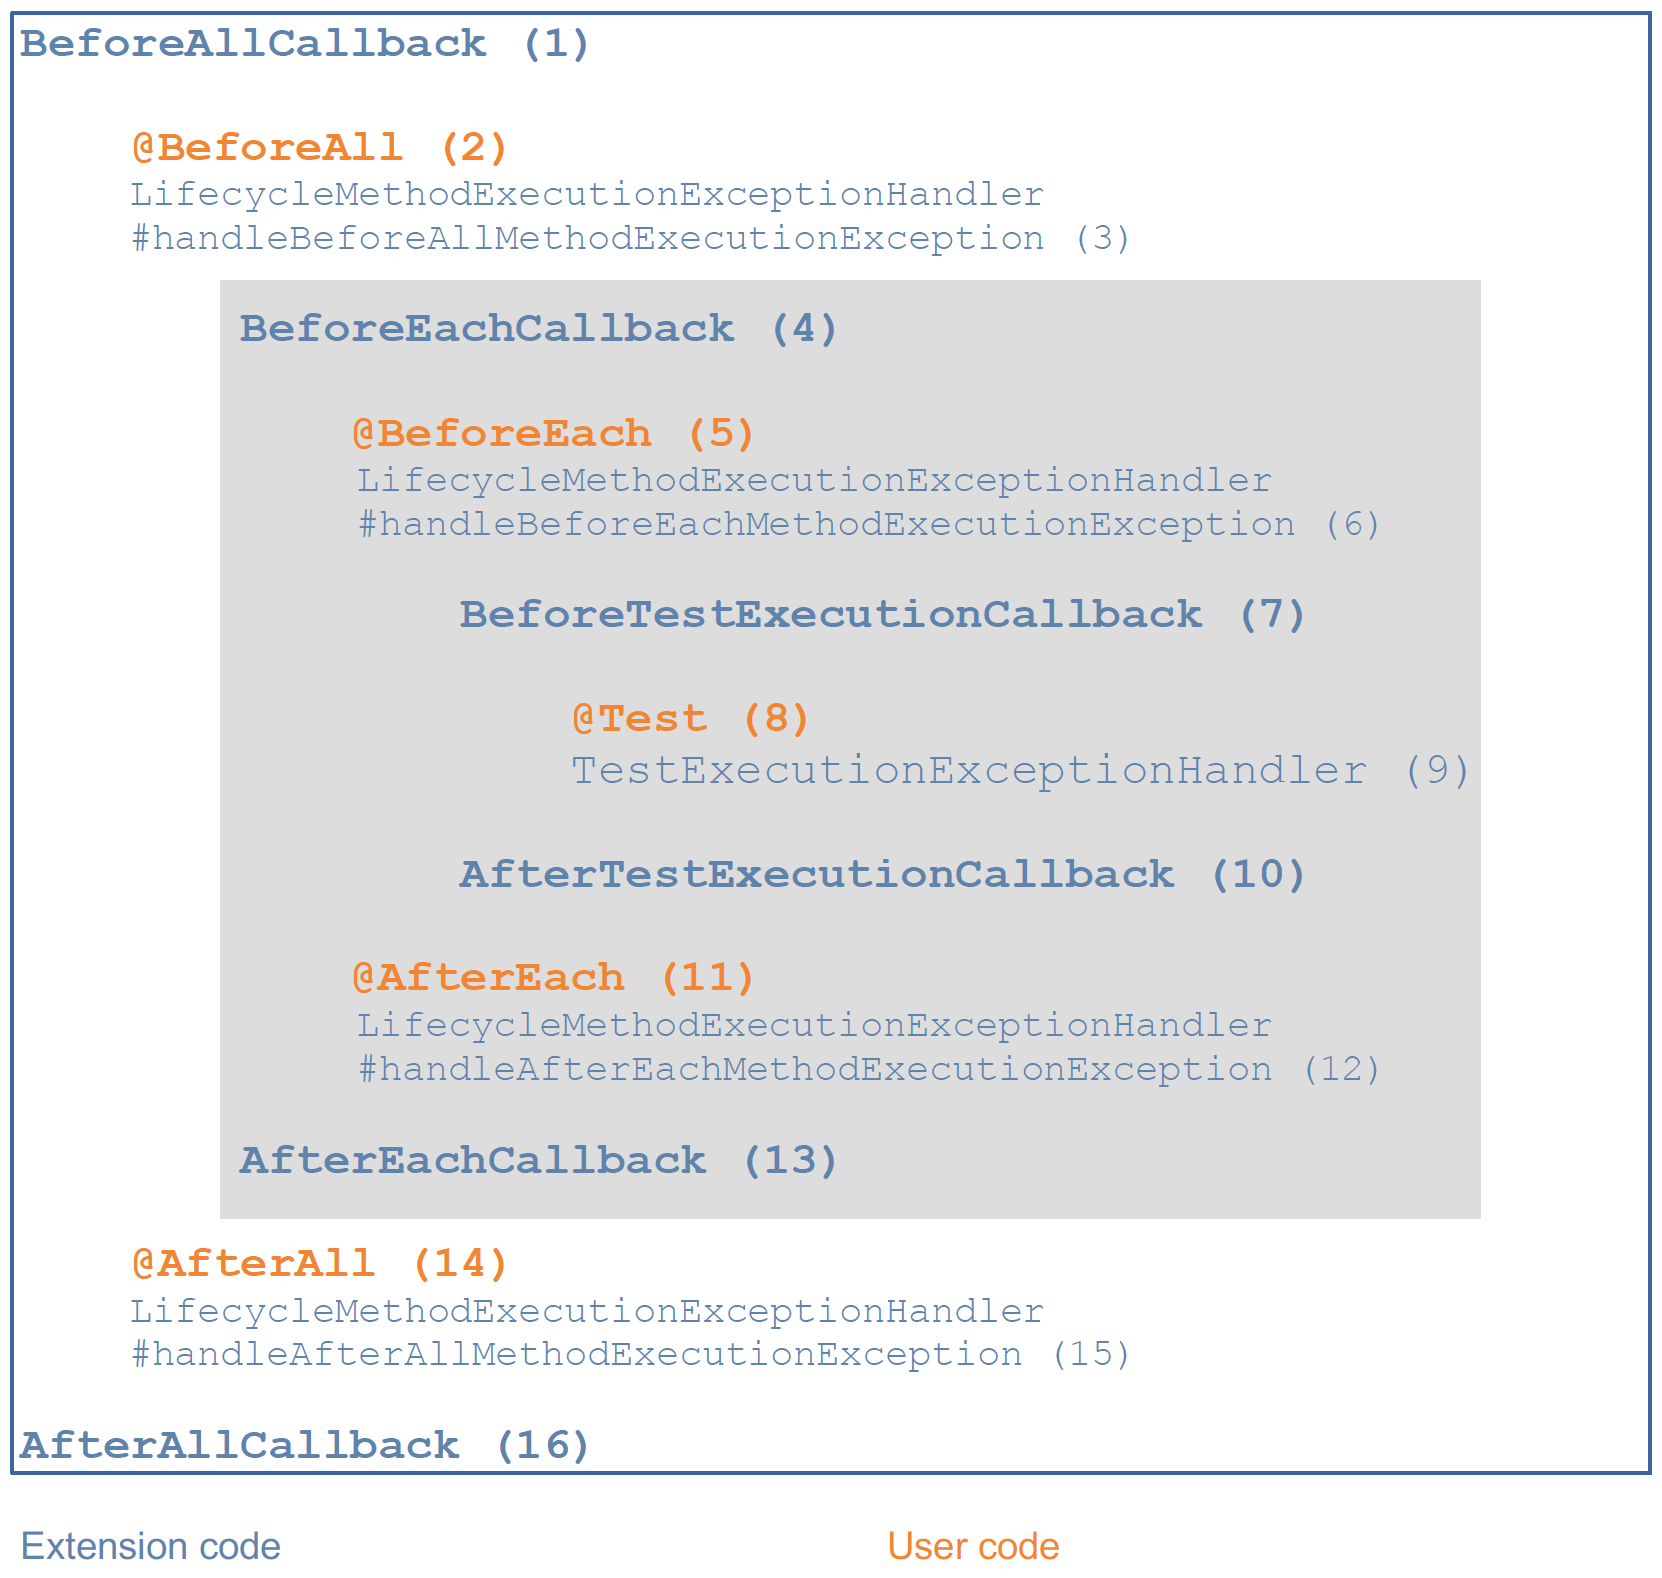 BeforeAllCallback (1)
@BeforeAll (2)
LifecycleMethodExecutionExceptionHandler
#handleBeforeAllMethodExecutionException (3)
BeforeEachCallback (4)
@BeforeEach (5)
LifecycleMethodExecutionExceptionHandler
#handleBeforeEachMethodExecutionException (6)
BeforeTestExecutionCallback (7)
@Test (8)
TestExecutionExceptionHandler (9)
AfterTestExecutionCallback (10)
@AfterEach (11)
LifecycleMethodExecutionExceptionHandler
#handleAfterEachMethodExecutionException (12)
AfterEachCallback (13)
@AfterAll (14)
LifecycleMethodExecutionExceptionHandler
#handleAfterAllMethodExecutionException (15)
AfterAllCallback (16)
Extension code
User code